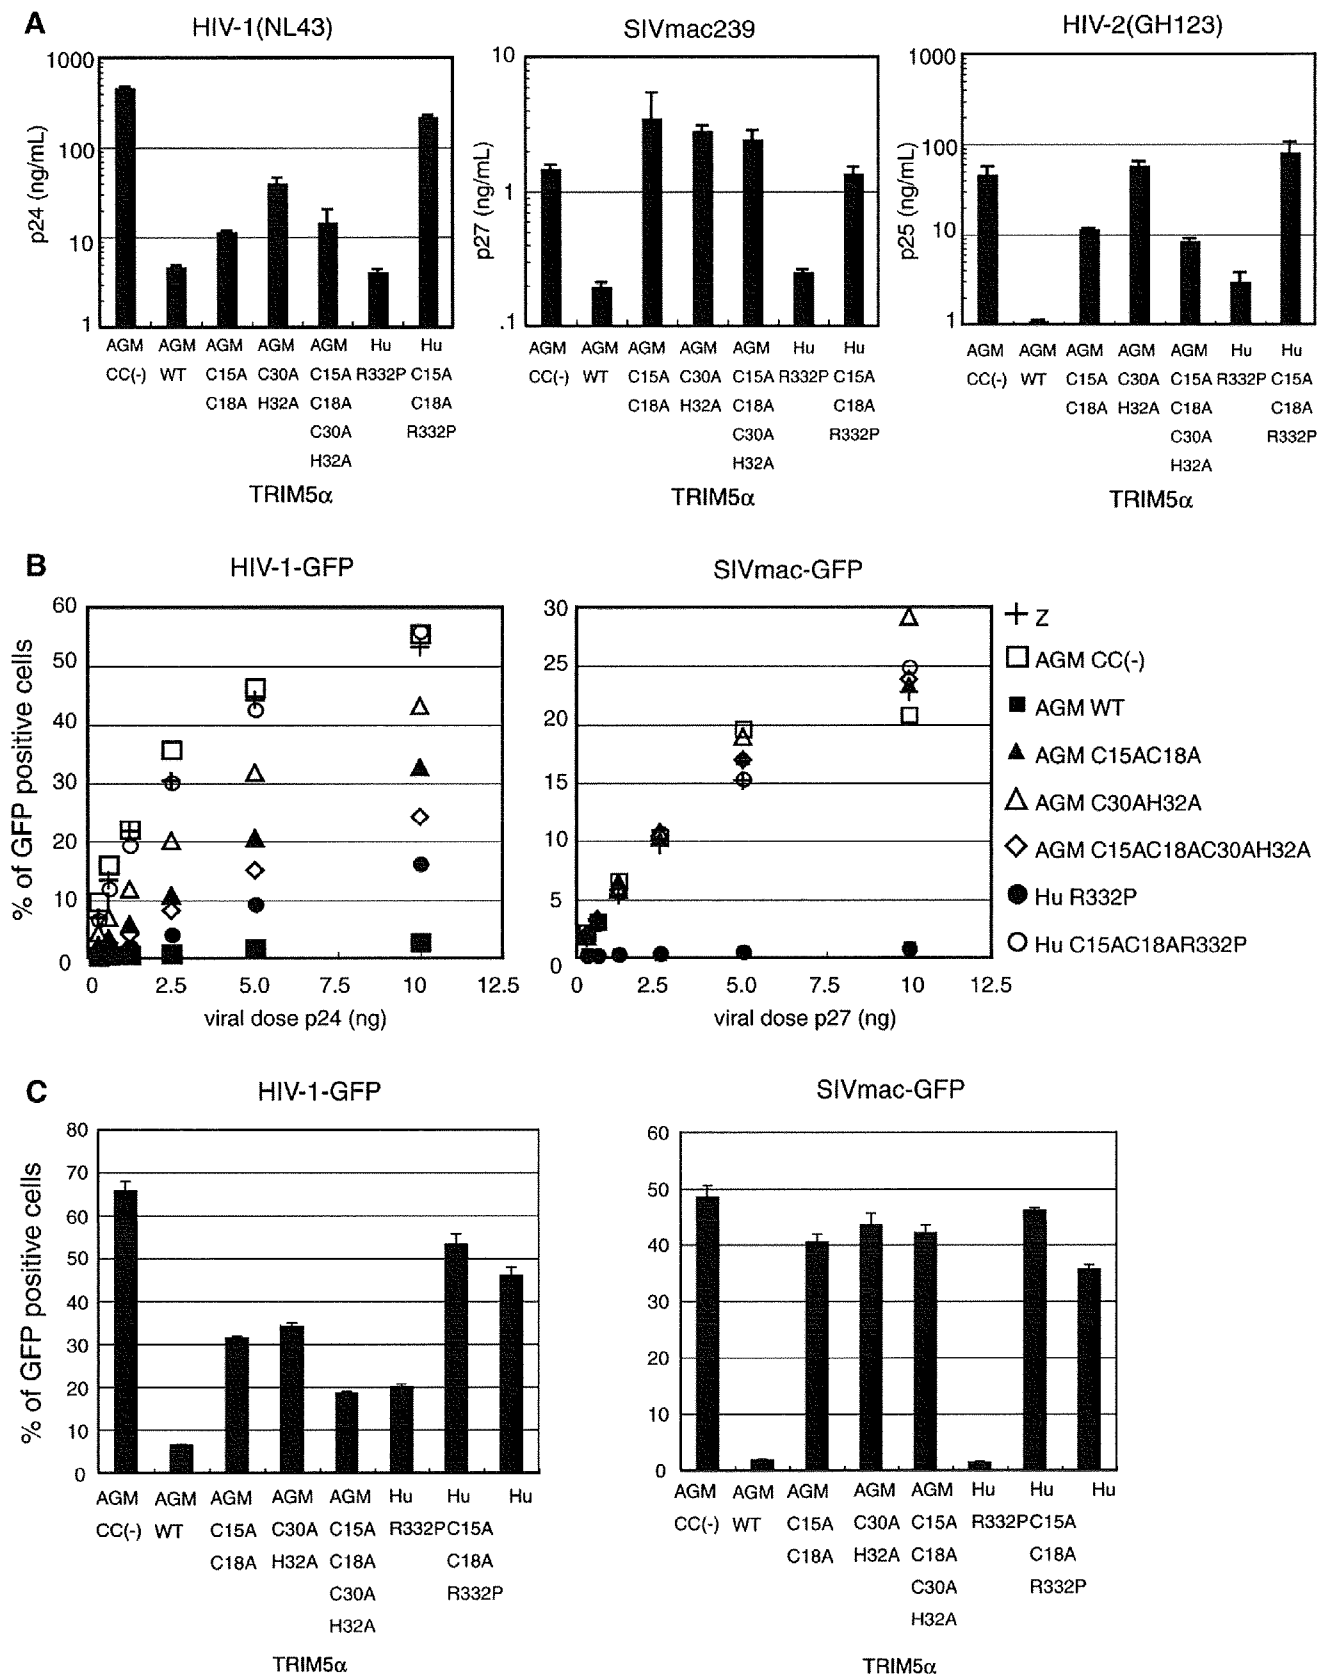 A
HIV-1(NL43)
SIVmac239
HIV-2(GH123)
p24 (ng/mL)
1000
100
10
1
AGM AGM AGM AGM AGM Hu Hu
CC(-) WT C15A C30A C15A R332P C15A
C18A H32A C18A C18A
C30A R332P
H32A
TRIM5α
p27 (ng/mL)
10
1
.1
AGM AGM AGM AGM AGM Hu Hu
CC(-) WT C15A C30A C15A R332P C15A
C18A H32A C18A C18A
C30A R332P
H32A
TRIM5α
p25 (ng/mL)
1000
100
10
1
AGM AGM AGM AGM AGM Hu Hu
CC(-) WT C15A C30A C15A R332P C15A
C18A H32A C18A C18A
C30A R332P
H32A
TRIM5α
B
HIV-1-GFP
SIVmac-GFP
% of GFP positive cells
60
50
40
30
20
10
0
0 2.5 5.0 7.5 10 12.5
viral dose p24 (ng)
30
25
20
15
10
5
0
0 2.5 5.0 7.5 10 12.5
viral dose p27 (ng)
Z
AGM CC(-)
AGM WT
AGM C15AC18A
AGM C30AH32A
AGM C15AC18AC30AH32A
Hu R332P
Hu C15AC18AR332P
C
HIV-1-GFP
SIVmac-GFP
% of GFP positive cells
80
70
60
50
40
30
20
10
0
AGM AGM AGM AGM AGM Hu Hu Hu
CC(-) WT C15A C30A C15A R332PC15A
C18A H32A C18A C18A
C30A R332P
H32A
TRIM5α
60
50
40
30
20
10
0
AGM AGM AGM AGM AGM Hu Hu Hu
CC(-) WT C15A C30A C15A R332PC15A
C18A H32A C18A C18A
C30A R332P
H32A
TRIM5α